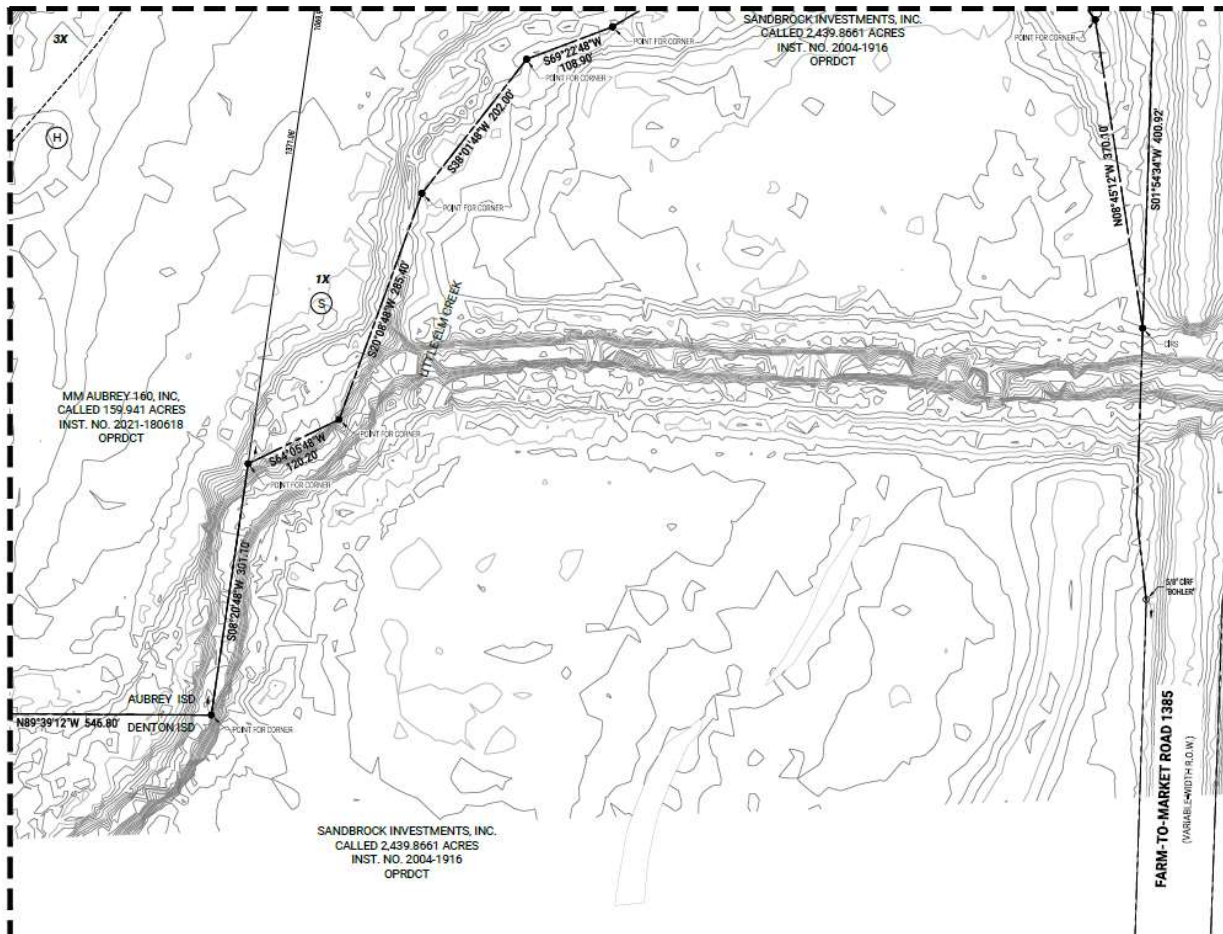 SANDBROCK INVESTMENTS, INC.
CALLED 2,439.8661 ACRES
INST. NO. 2004-1916
OPRDCT
3X
H
POINT FOR CORNER
S69°22'48"W
108.90'
POINT FOR CORNER
POINT FOR CORNER
S38°01'48"W 202.00'
1371.06'
N08°45'12"W 370.10'
S01°54'34"W 400.92'
POINT FOR CORNER
1X
S
S20°08'48"W 285.40'
LITTLE ELM CREEK
CIRS
MM AUBREY 160, INC,
CALLED 159.941 ACRES
INST. NO. 2021-180618
OPRDCT
POINT FOR CORNER
S64°05'48"W
120.20'
POINT FOR CORNER
S08°20'48"W 301.10'
5/8" CIRF
"BOHLER"
AUBREY ISD
N89°39'12"W 546.80'
DENTON ISD
POINT FOR CORNER
FARM-TO-MARKET ROAD 1385
(VARIABLE-WIDTH R.O.W.)
SANDBROCK INVESTMENTS, INC.
CALLED 2,439.8661 ACRES
INST. NO. 2004-1916
OPRDCT